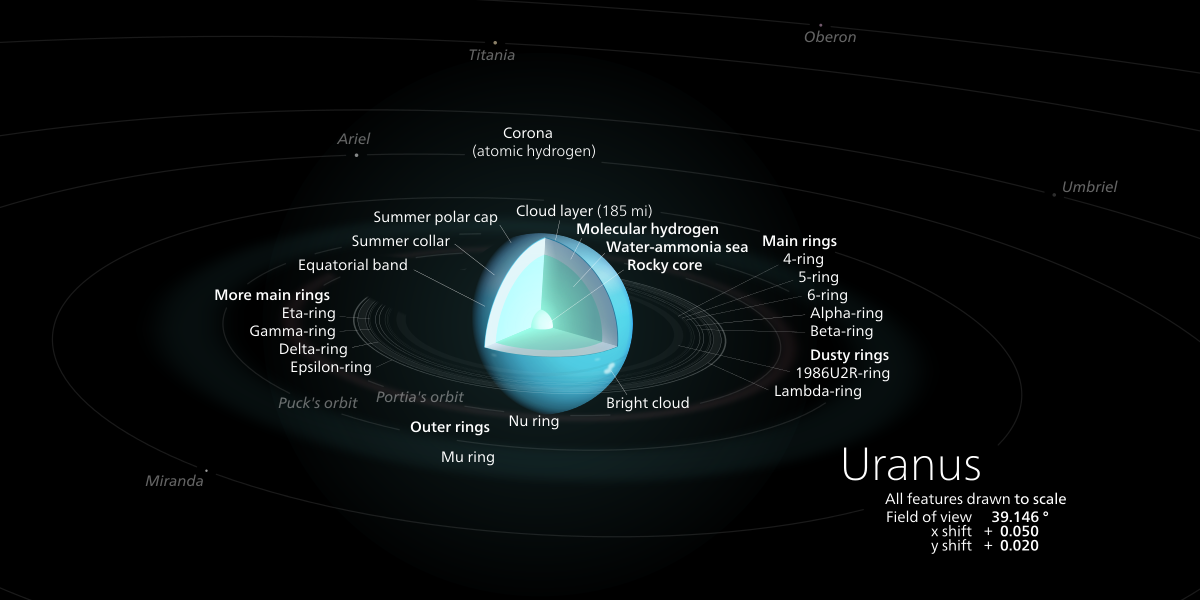 Oberon
Titania
Corona
(atomic hydrogen)
Ariel
Umbriel
Summer polar cap
Cloud layer (185 mi)
Molecular hydrogen
Summer collar
Water-ammonia sea
Equatorial band
Rocky core
Main rings
4-ring
5-ring
6-ring
Alpha-ring
Beta-ring
More main rings
Eta-ring
Gamma-ring
Delta-ring
Epsilon-ring
Dusty rings
1986U2R-ring
Lambda-ring
Puck's orbit
Portia's orbit
Bright cloud
Outer rings
Nu ring
Mu ring
Miranda
Uranus
All features drawn to scale
Field of view 39.146 °
x shift + 0.050
y shift + 0.020